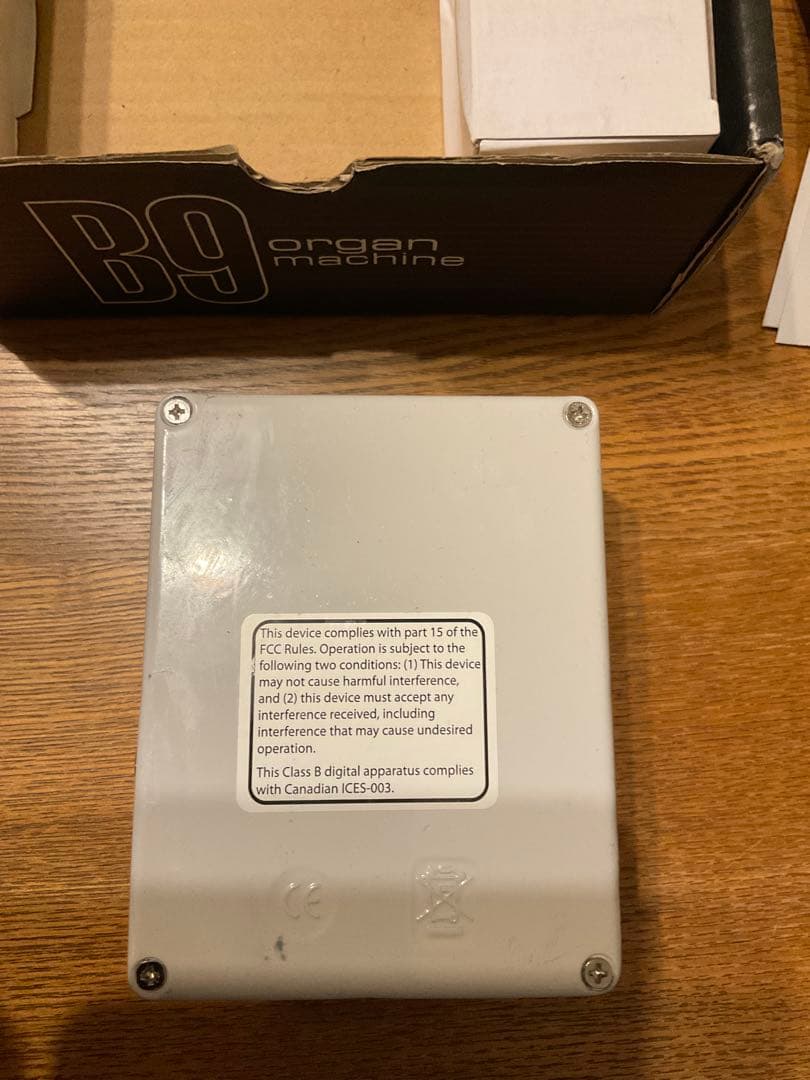 B9 organ
machine
This device complies with part 15 of the
FCC Rules. Operation is subject to the
following two conditions: (1) This device
may not cause harmful interference,
and (2) this device must accept any
interference received, including
interference that may cause undesired
operation.
This Class B digital apparatus complies
with Canadian ICES-003.
CE